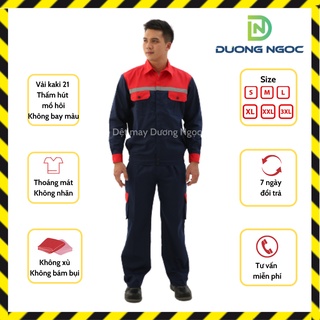 DUONG NGOC
Vải kaki 21
Thấm hút
mồ hôi
Không bay màu
Size
S M L
XL XXL 3XL
Dệt may Dương Ngọc
Thoáng mát
Không nhăn
7 ngày
đổi trả
Không xù
Không bám bụi
Tư vấn
miễn phí